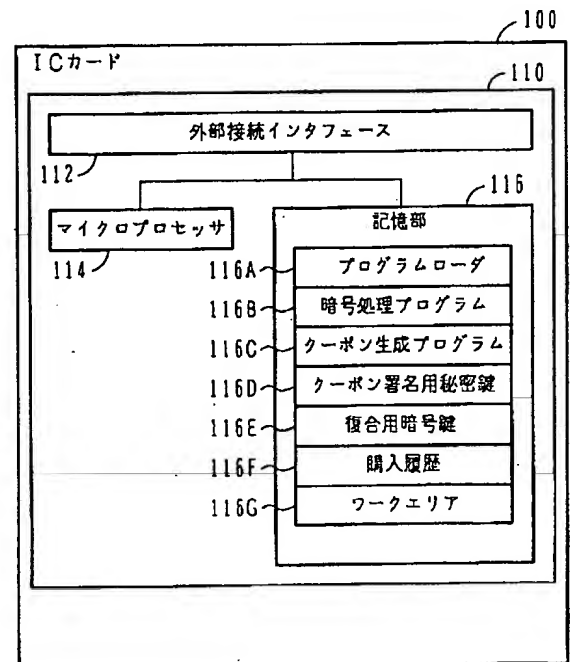 100
ICカード
110
外部接続インタフェース
112
116
マイクロプロセッサ
114
記憶部
116A
プログラムローダ
116B
暗号処理プログラム
116C
クーポン生成プログラム
116D
クーポン署名用秘密鍵
116E
復合用暗号鍵
116F
購入履歴
116G
ワークエリア